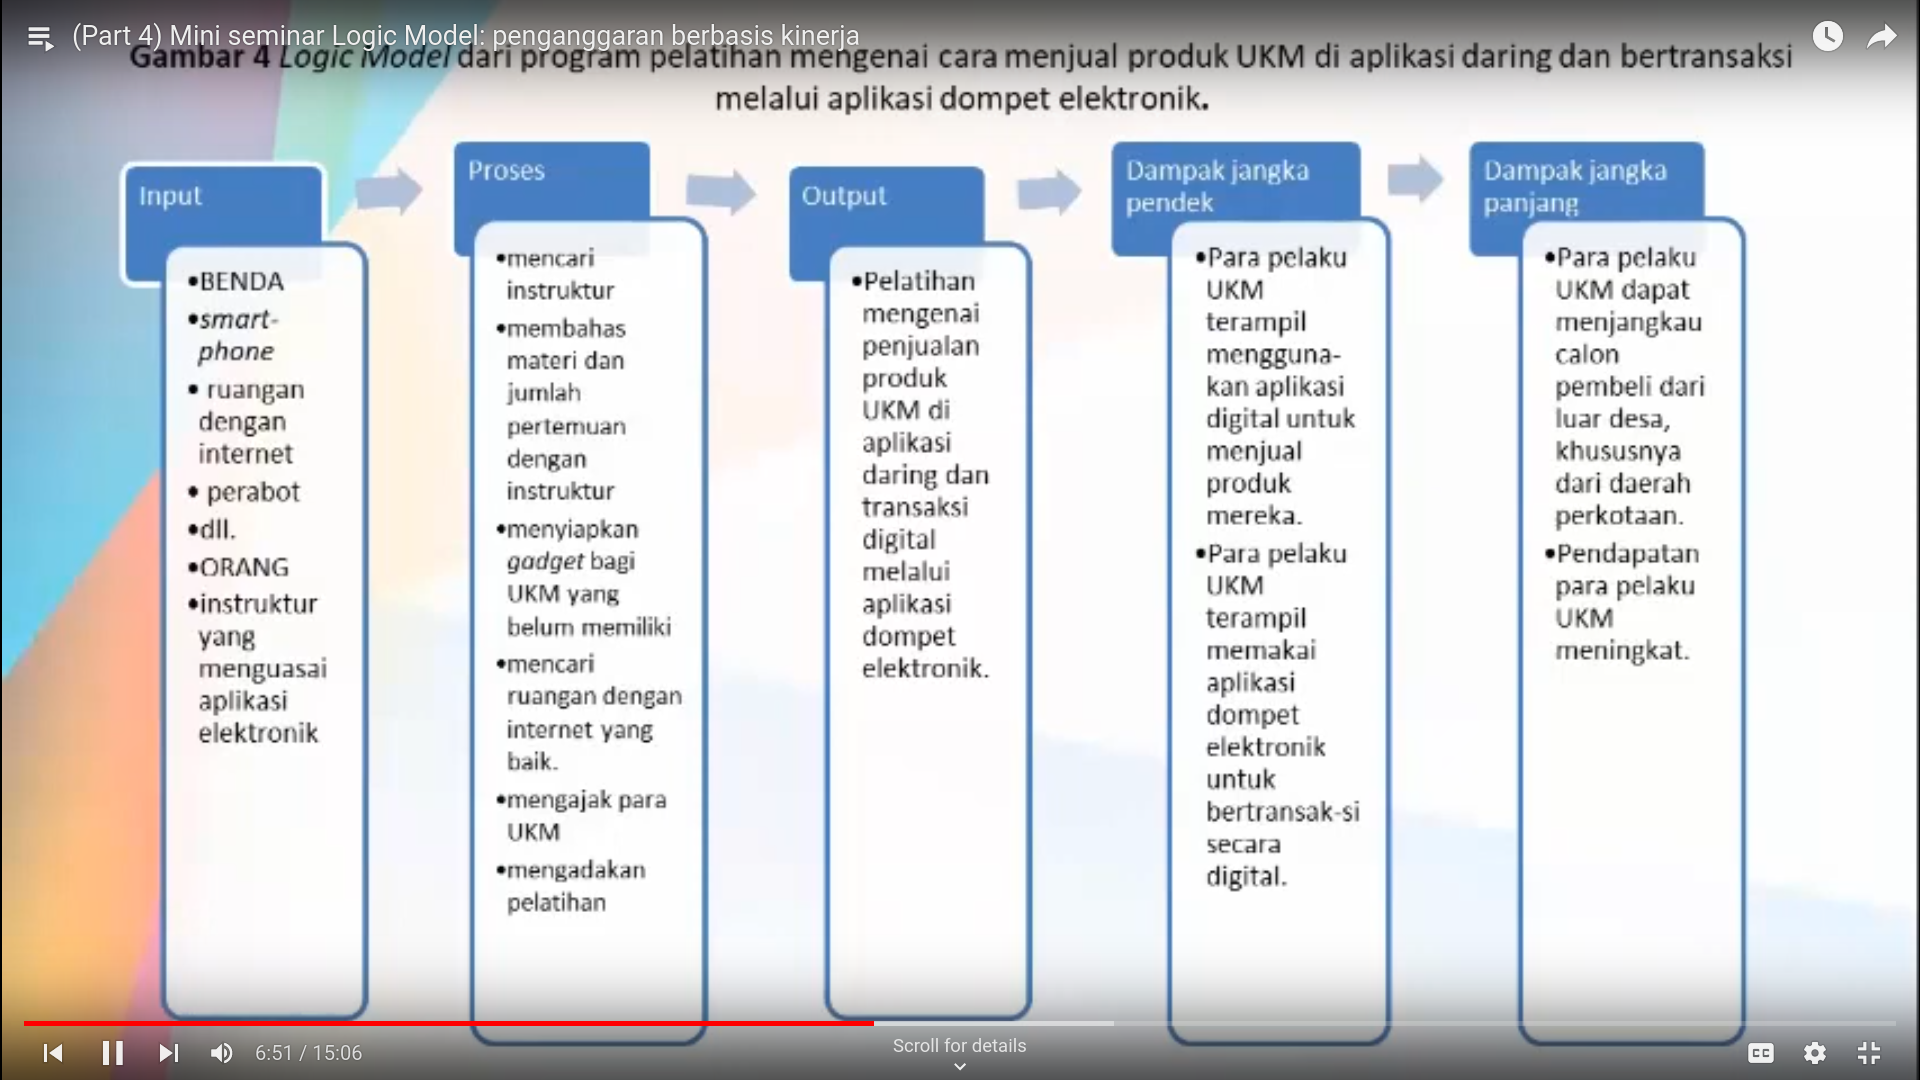 (Part 4) Mini seminar Logic Model: penganggaran berbasis kinerja
Gambar 4 Logic Model dari program pelatihan mengenai cara menjual produk UKM di aplikasi daring dan bertransaksi
melalui aplikasi dompet elektronik.
Input
•BENDA
•smart-
phone
• ruangan
dengan
internet
• perabot
•dll.
•ORANG
•instruktur
yang
menguasai
aplikasi
elektronik
Proses
•mencari
instruktur
•membahas
materi dan
jumlah
pertemuan
dengan
instruktur
•menyiapkan
gadget bagi
UKM yang
belum memiliki
•mencari
ruangan dengan
internet yang
baik.
•mengajak para
UKM
•mengadakan
pelatihan
Output
•Pelatihan
mengenai
penjualan
produk
UKM di
aplikasi
daring dan
transaksi
digital
melalui
aplikasi
dompet
elektronik.
Dampak jangka
pendek
•Para pelaku
UKM
terampil
mengguna-
kan aplikasi
digital untuk
menjual
produk
mereka.
•Para pelaku
UKM
terampil
memakai
aplikasi
dompet
elektronik
untuk
bertransak-si
secara
digital.
Dampak jangka
panjang
•Para pelaku
UKM dapat
menjangkau
calon
pembeli dari
luar desa,
khususnya
dari daerah
perkotaan.
•Pendapatan
para pelaku
UKM
meningkat.
6:51 / 15:06
Scroll for details
CC